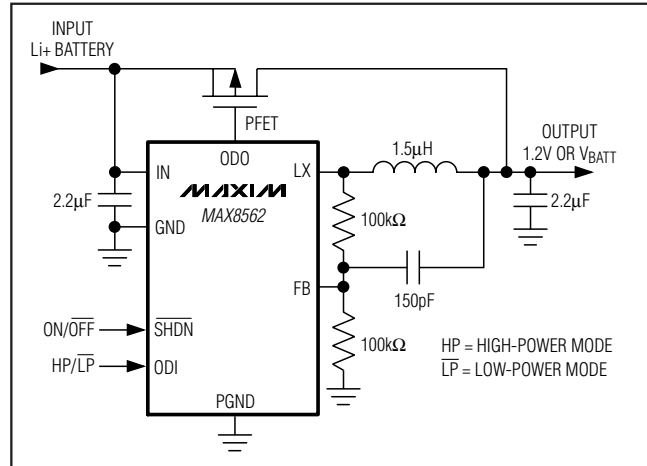 INPUT
Li+ BATTERY
PFET
ODO
IN
LX
1.5μH
OUTPUT
1.2V OR VBATT
MAXIM
MAX8562
2.2μF
2.2μF
GND
100kΩ
FB
150pF
ON/OFF
SHDN
100kΩ
HP = HIGH-POWER MODE
HP/LP
ODI
LP = LOW-POWER MODE
PGND